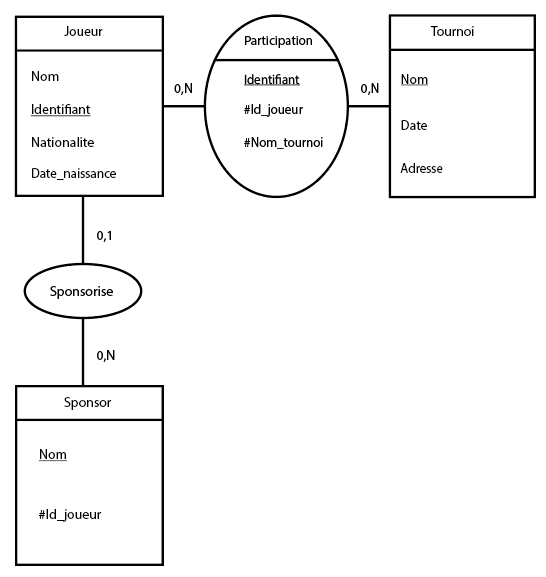 Joueur
Nom
Identifiant
Nationalite
Date_naissance
0,N
Participation
Identifiant
#Id_joueur
#Nom_tournoi
0,N
Tournoi
Nom
Date
Adresse
0,1
Sponsorise
0,N
Sponsor
Nom
#Id_joueur